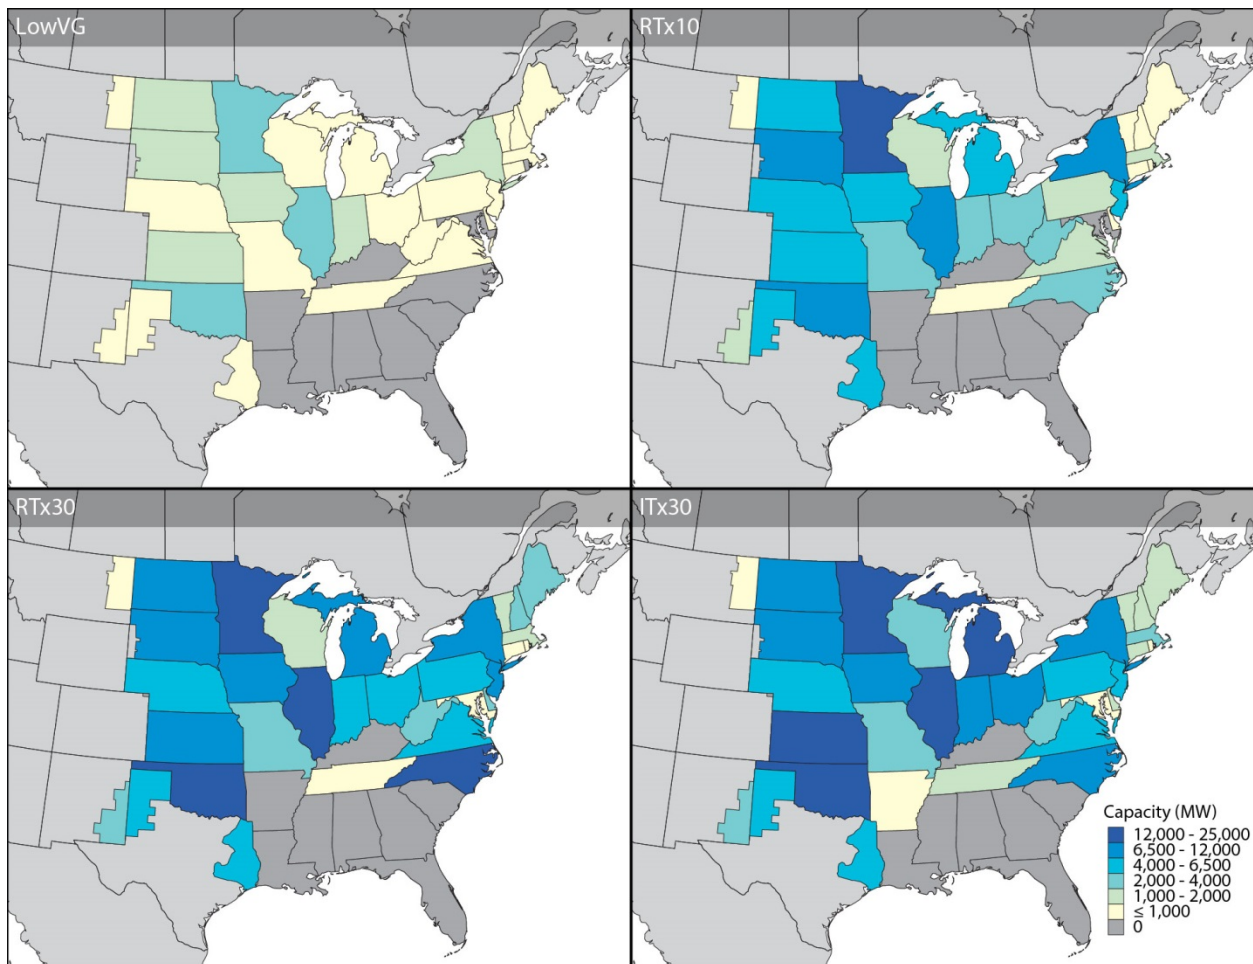 LowVG
RTx10
RTx30
ITx30
Capacity (MW)
12,000 - 25,000
6,500 - 12,000
4,000 - 6,500
2,000 - 4,000
1,000 - 2,000
≤ 1,000
0